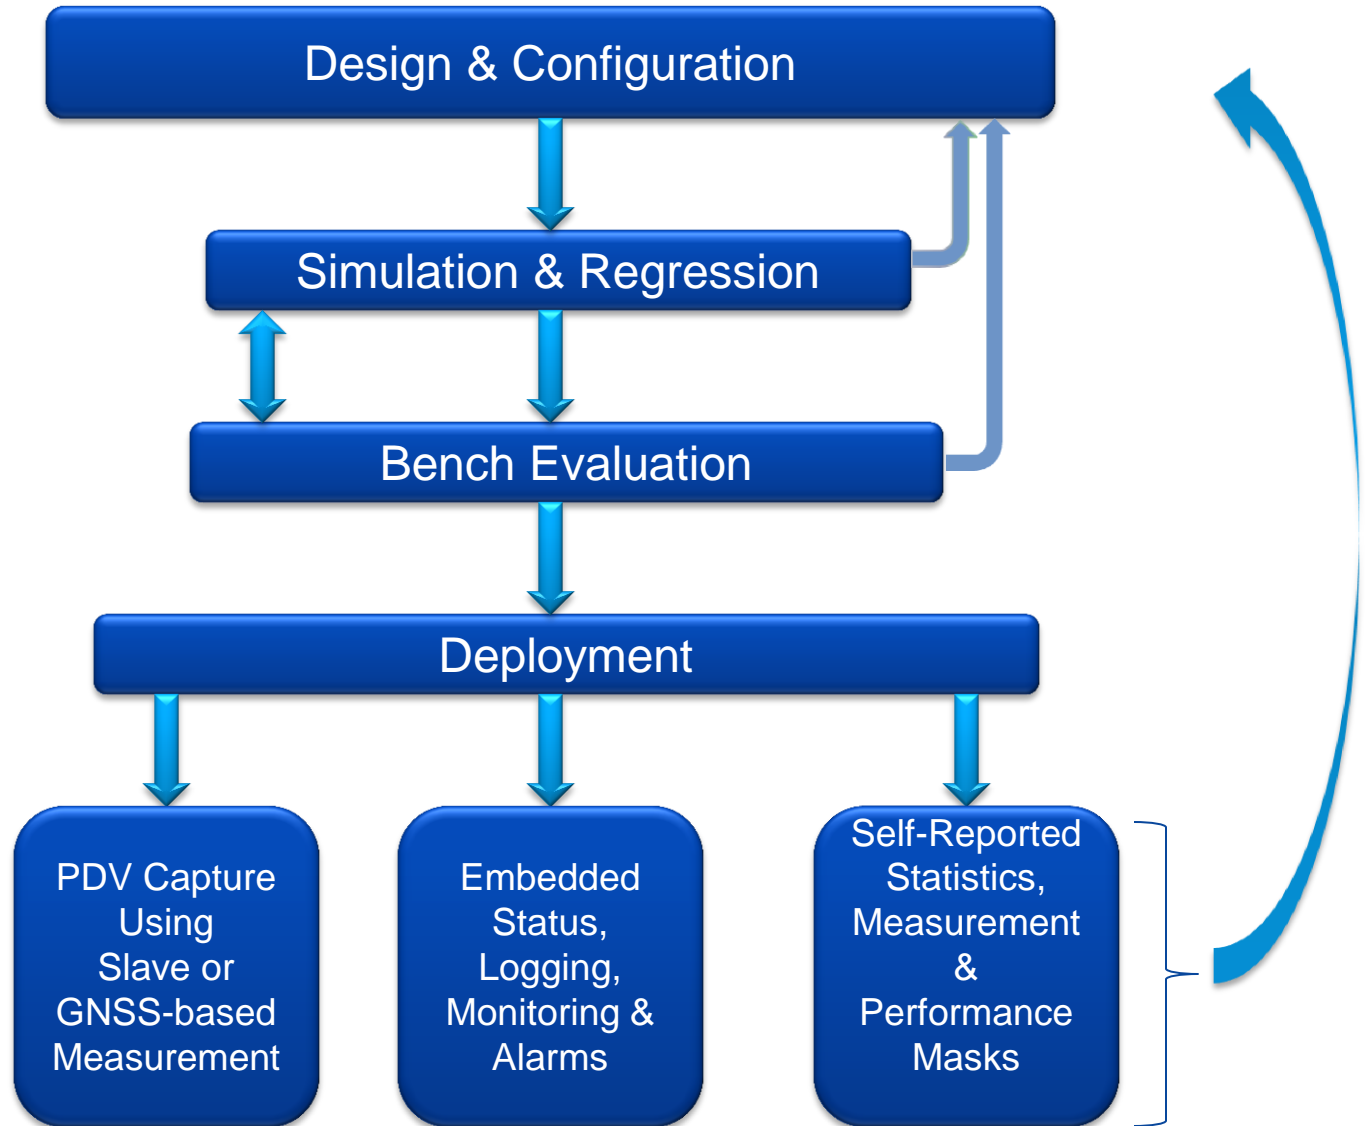 Design & Configuration
Simulation & Regression
Bench Evaluation
Deployment
PDV Capture
Using
Slave or
GNSS-based
Measurement
Embedded
Status,
Logging,
Monitoring &
Alarms
Self-Reported
Statistics,
Measurement
&
Performance
Masks